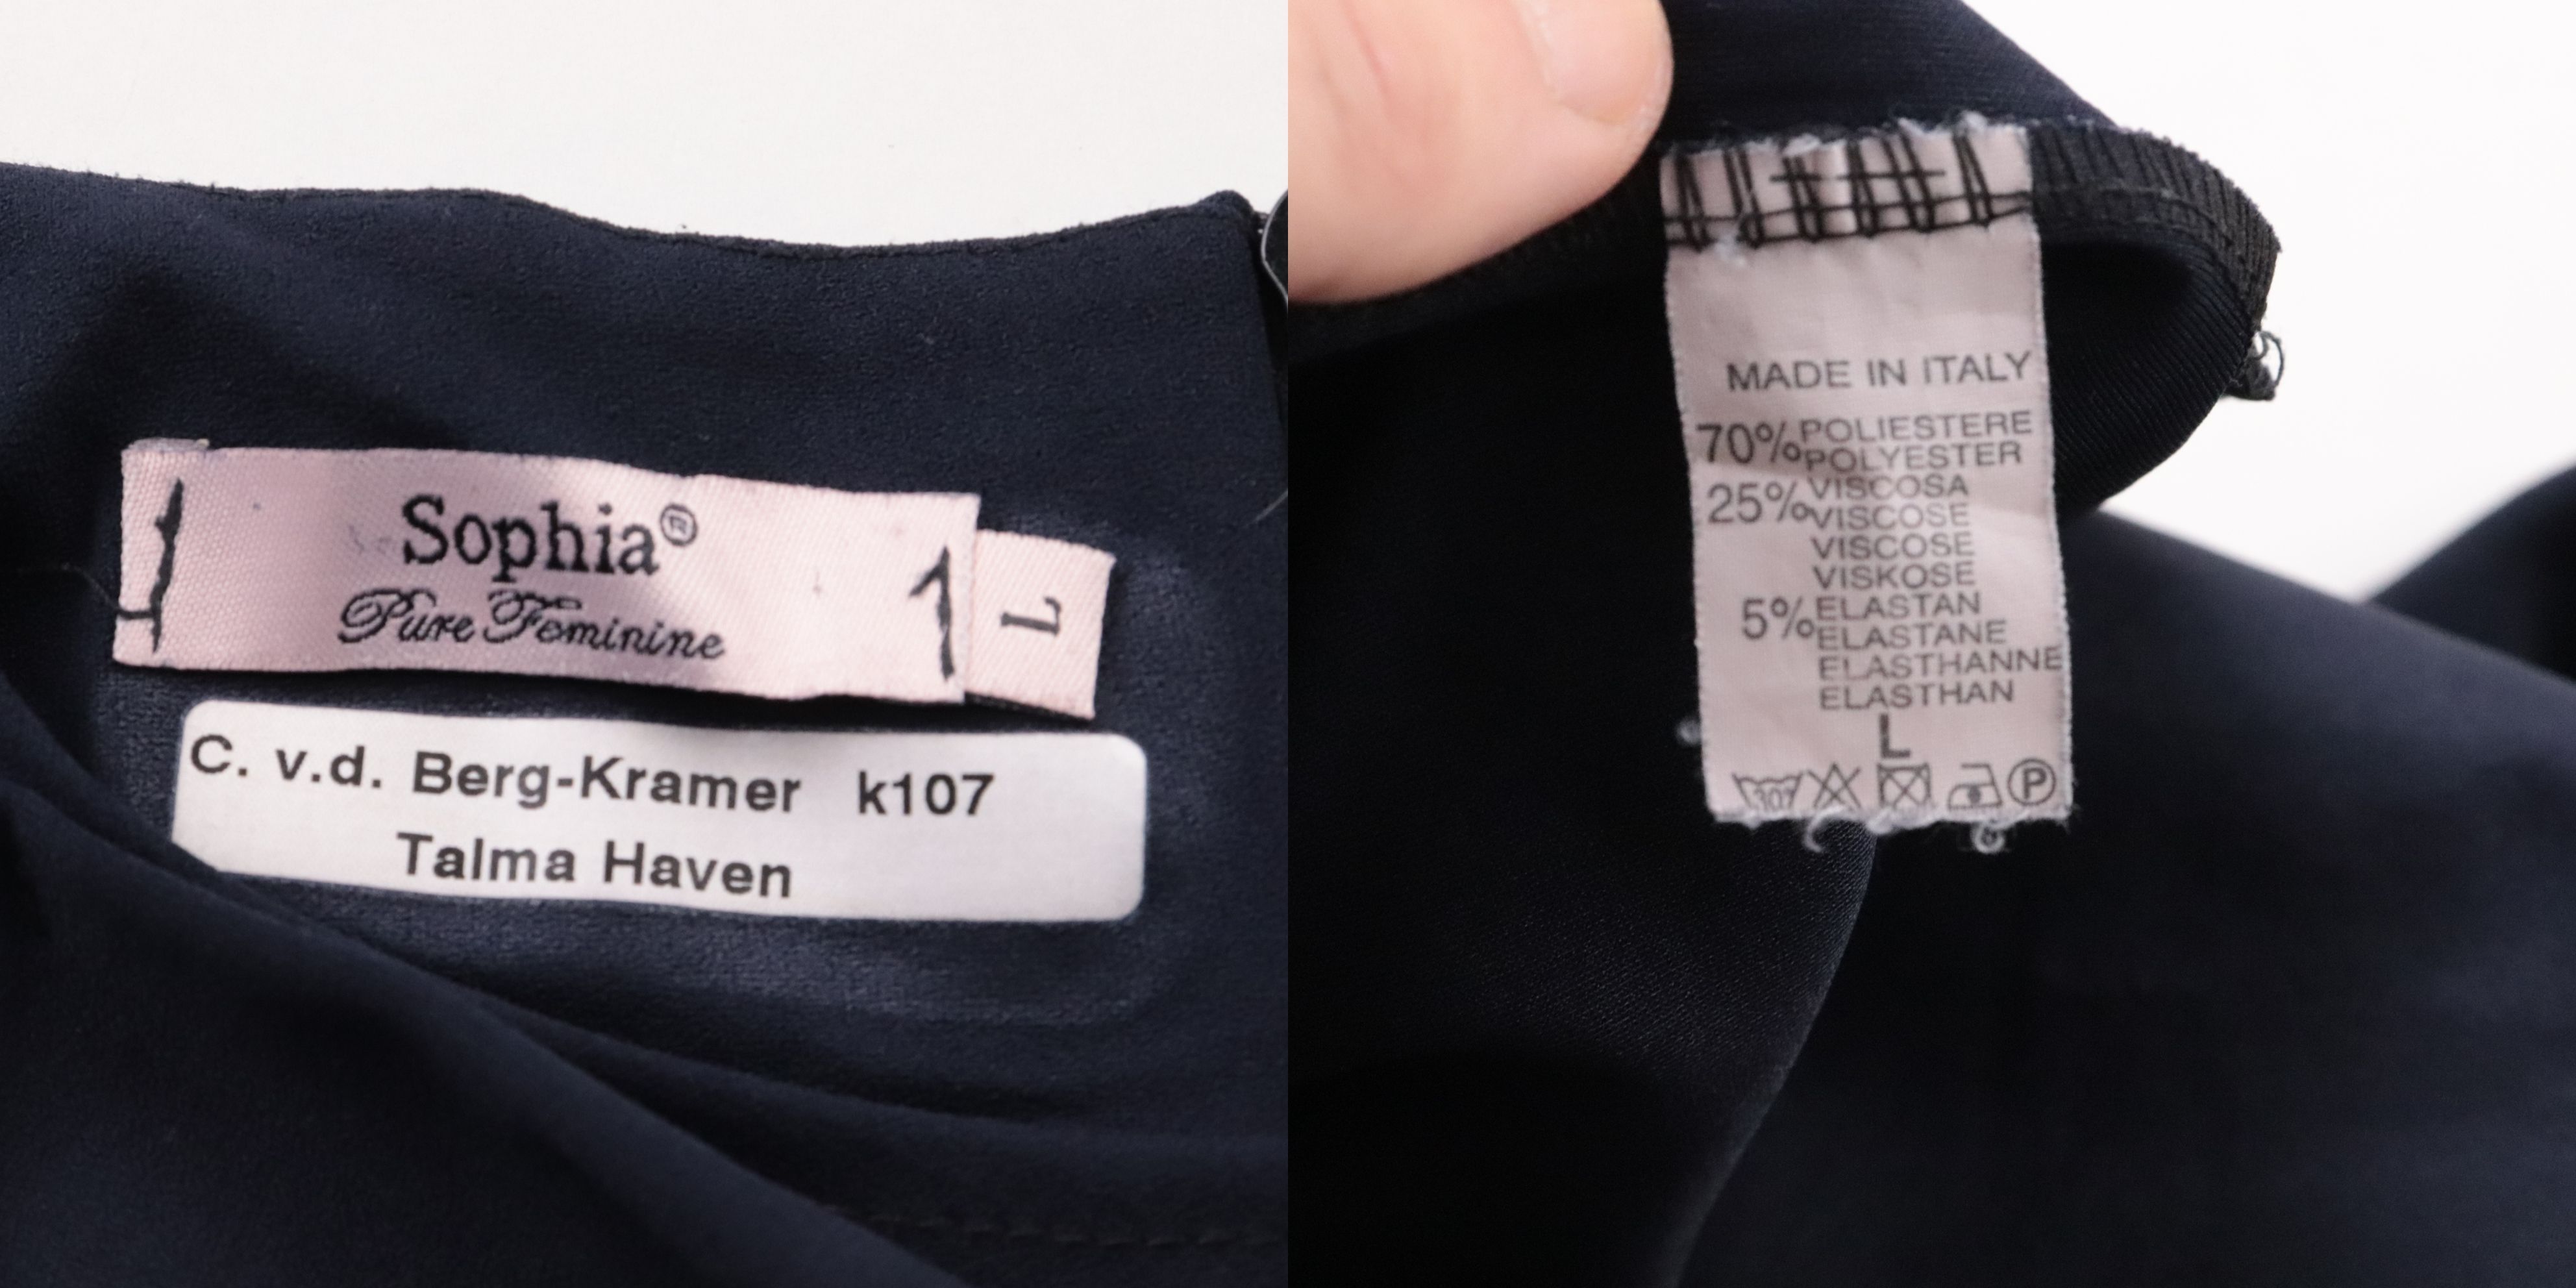 Sophia®
Pure Feminine
L
C. v.d. Berg-Kramer k107
Talma Haven
MADE IN ITALY
70% POLIESTERE
POLYESTER
25% VISCOSA
VISCOSE
VISCOSE
VISKOSE
5% ELASTAN
ELASTANE
ELASTHANNE
ELASTHAN
L
P